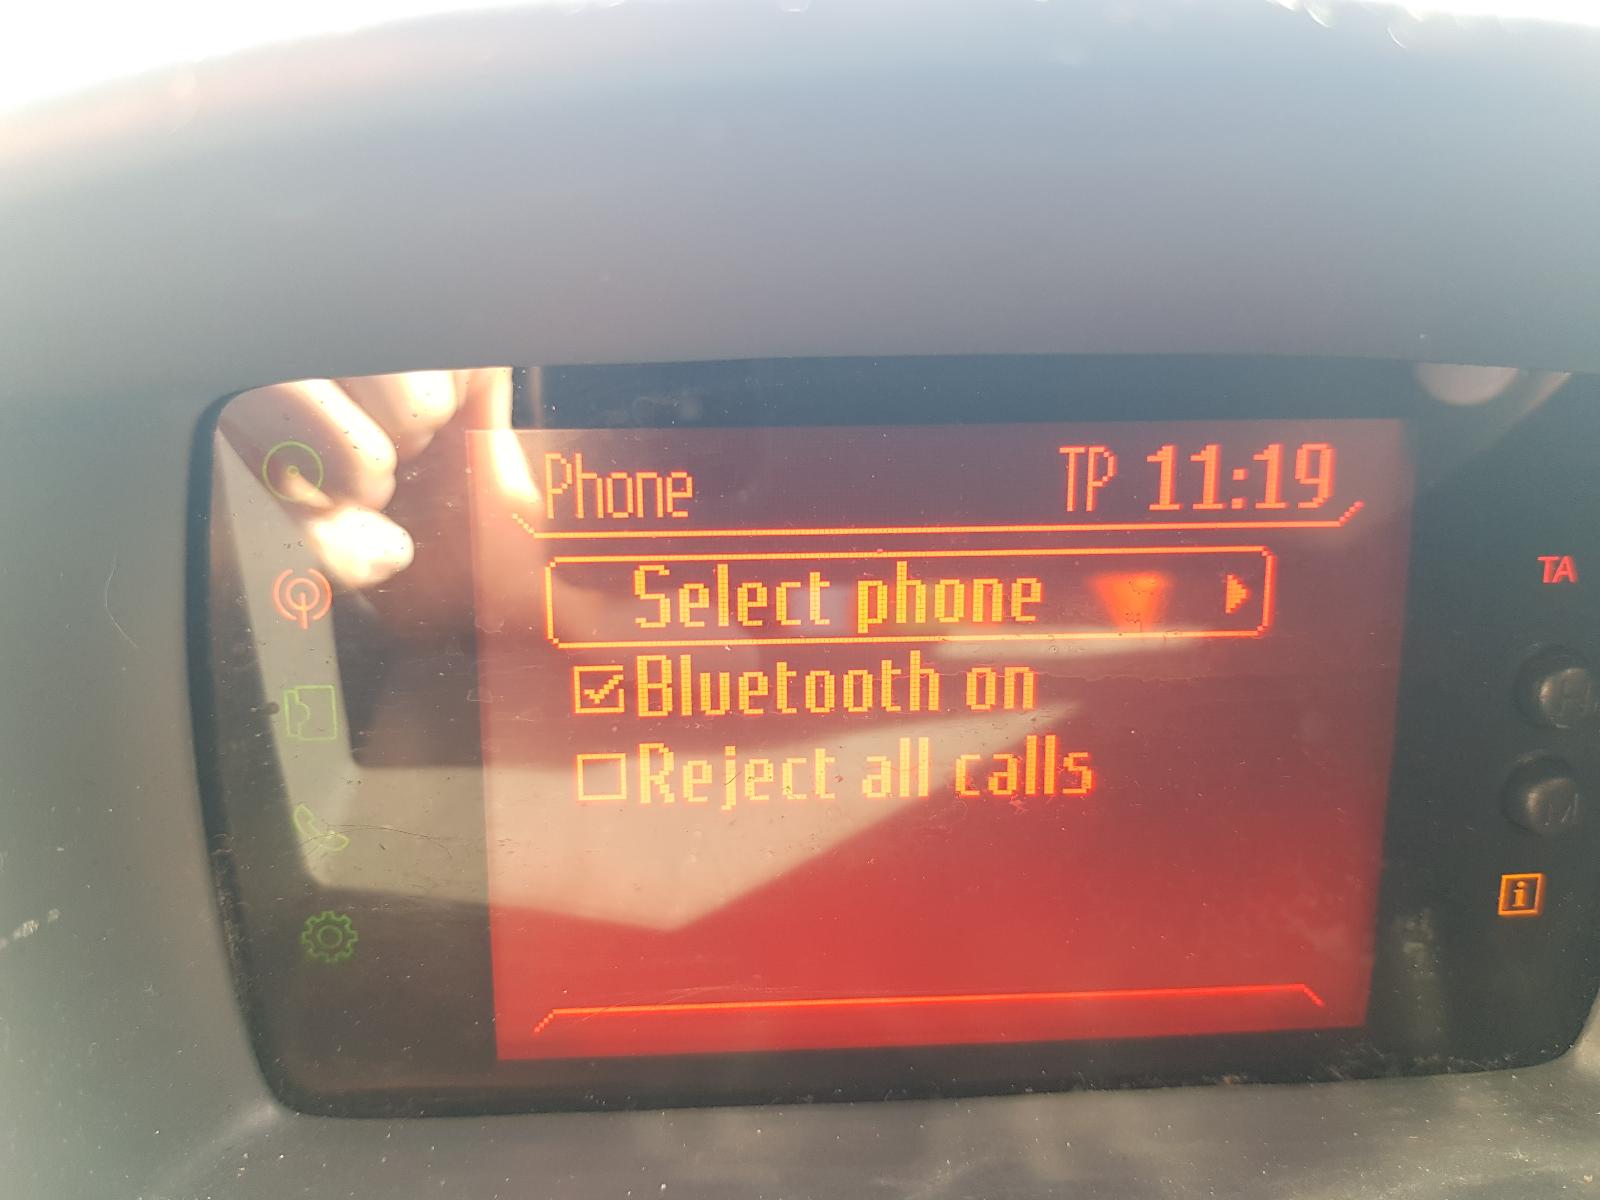 Phone TP 11:19
Select phone
Bluetooth on
Reject all calls
TA
H
M
i